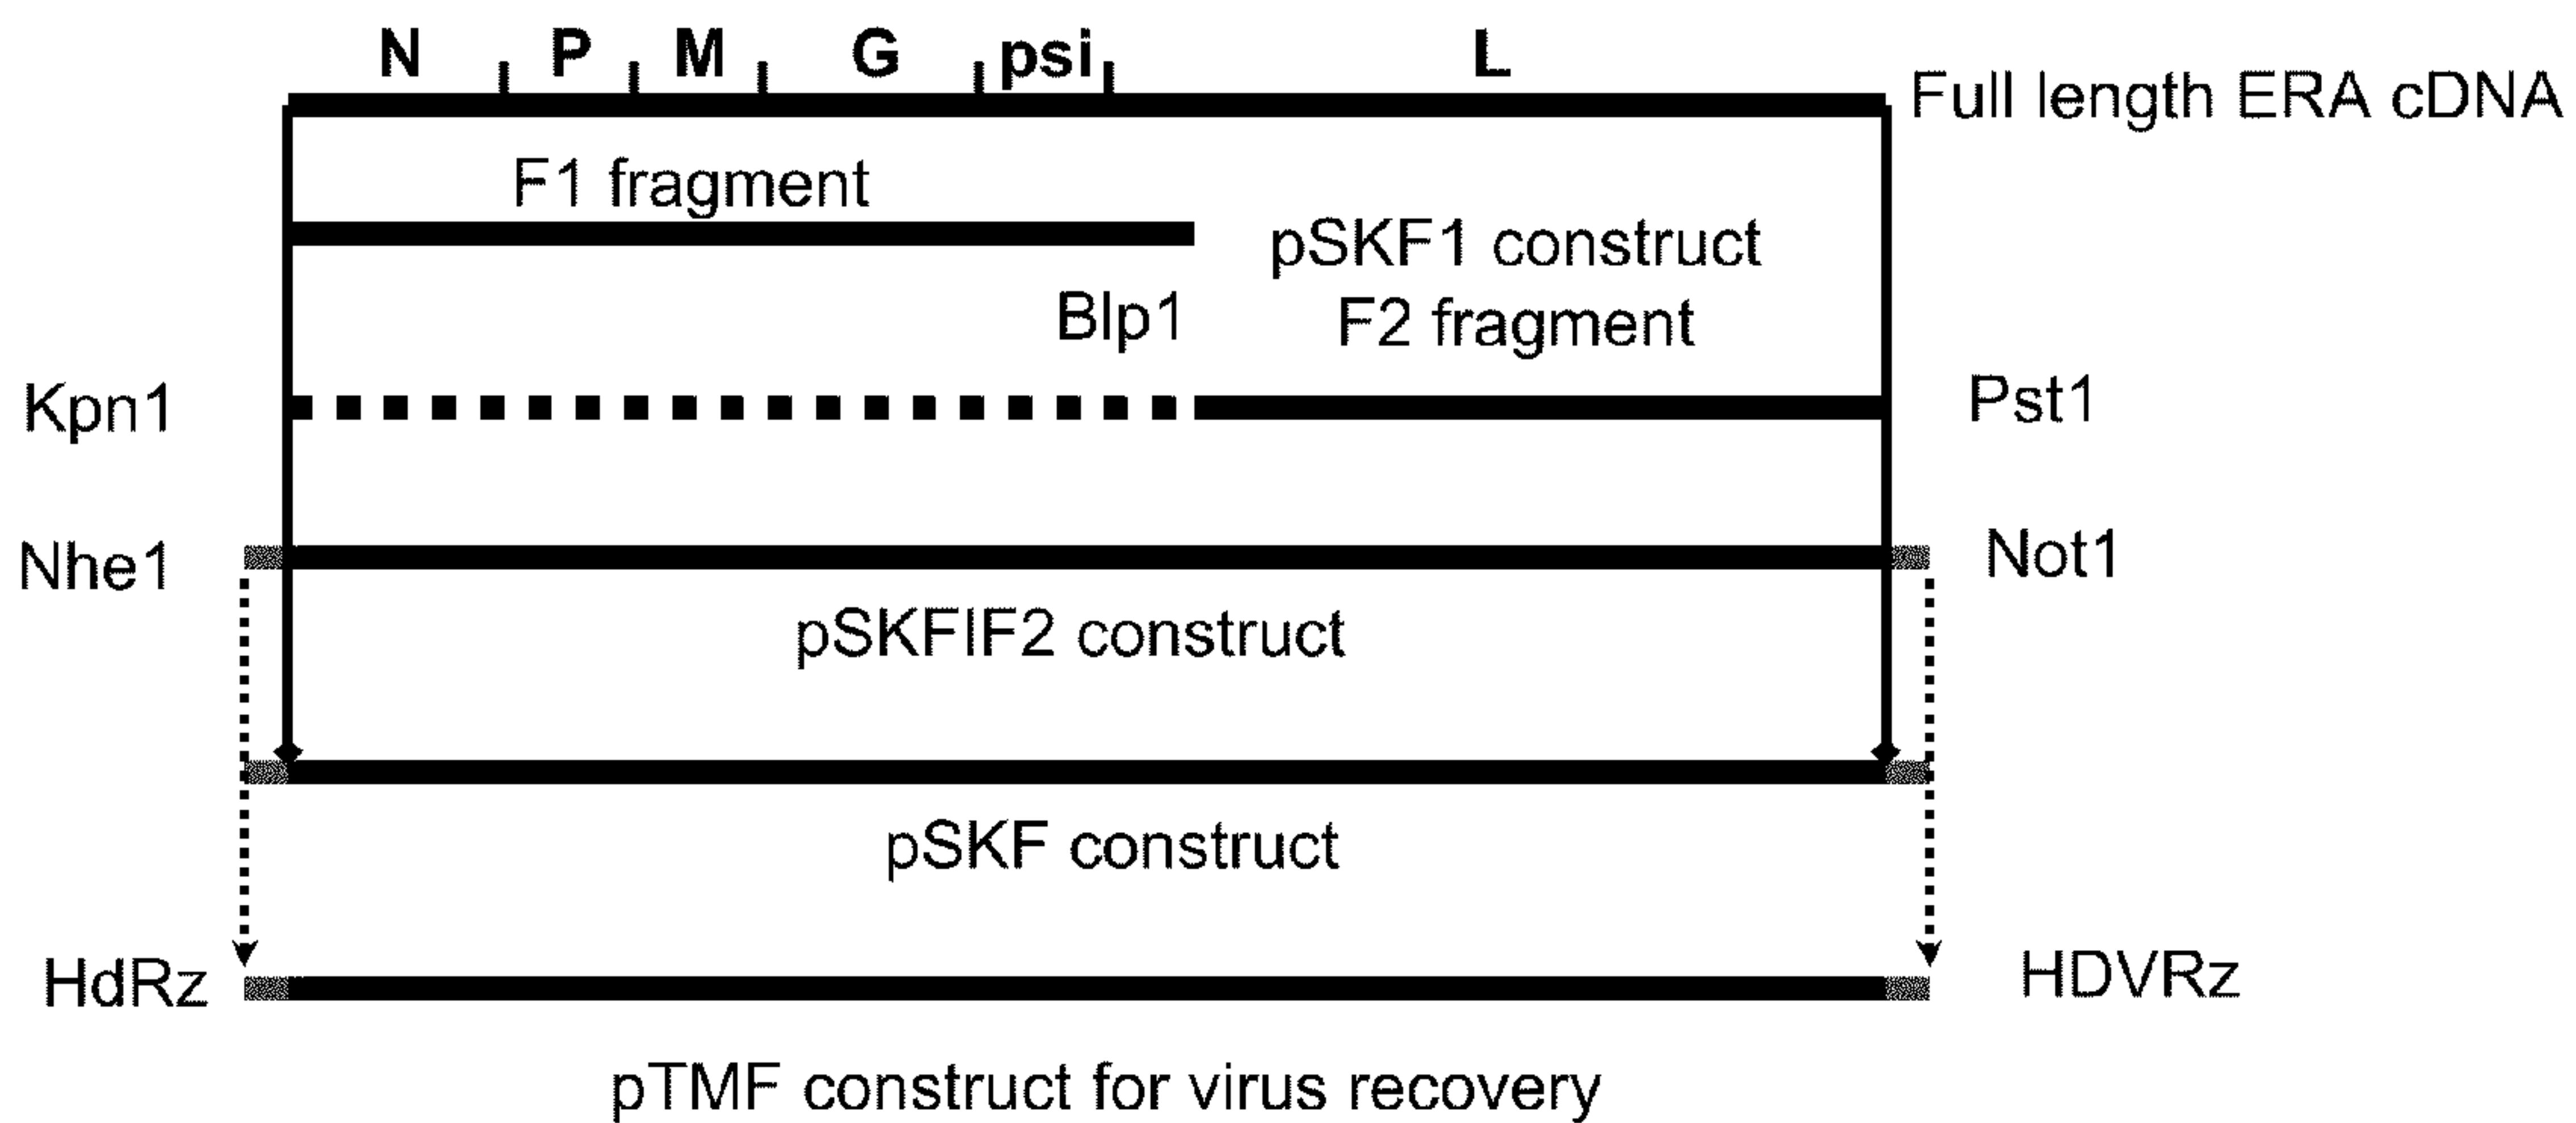 N P M G psi L
Full length ERA cDNA
F1 fragment
pSKF1 construct
Blp1
F2 fragment
Kpn1
Pst1
Nhe1
Not1
pSKFIF2 construct
pSKF construct
HdRz
HDVRz
pTMF construct for virus recovery